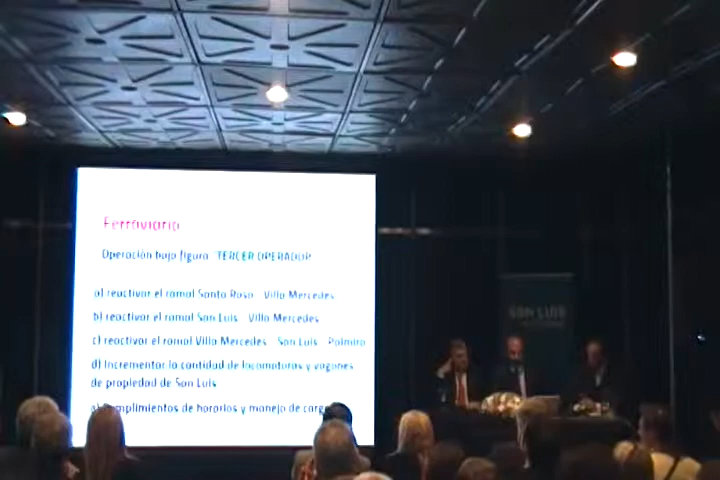 Ferroviario
Operación bajo figura "TERCER OPERADOR"
a) reactivar el ramal Santa Rosa - Villa Mercedes
b) reactivar el ramal San Luis - Villa Mercedes
c) reactivar el ramal Villa Mercedes - San Luis - Palmira
d) Incrementar la cantidad de locomotoras y vagones
de propiedad de San Luis
e) cumplimientos de horarios y manejo de carga
SAN LUIS